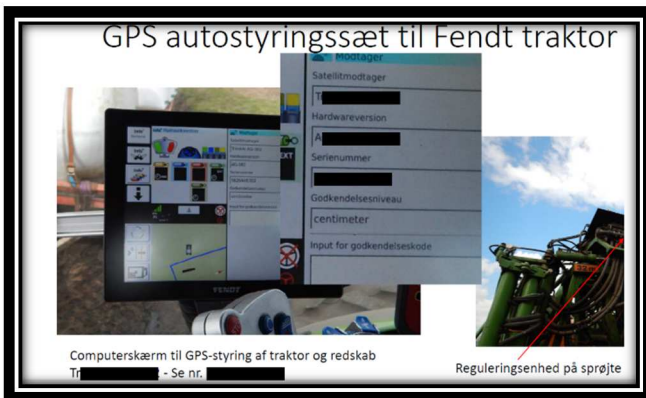 GPS autostyringssæt til Fendt traktor
Modtager
Satellitmodtager
T
Hardwareversion
A
Serienummer
Godkendelsesniveau
centimeter
Input for godkendelseskode
FENDT
Computerskærm til GPS-styring af traktor og redskab
Tr - Se nr.
Reguleringsenhed på sprøjte